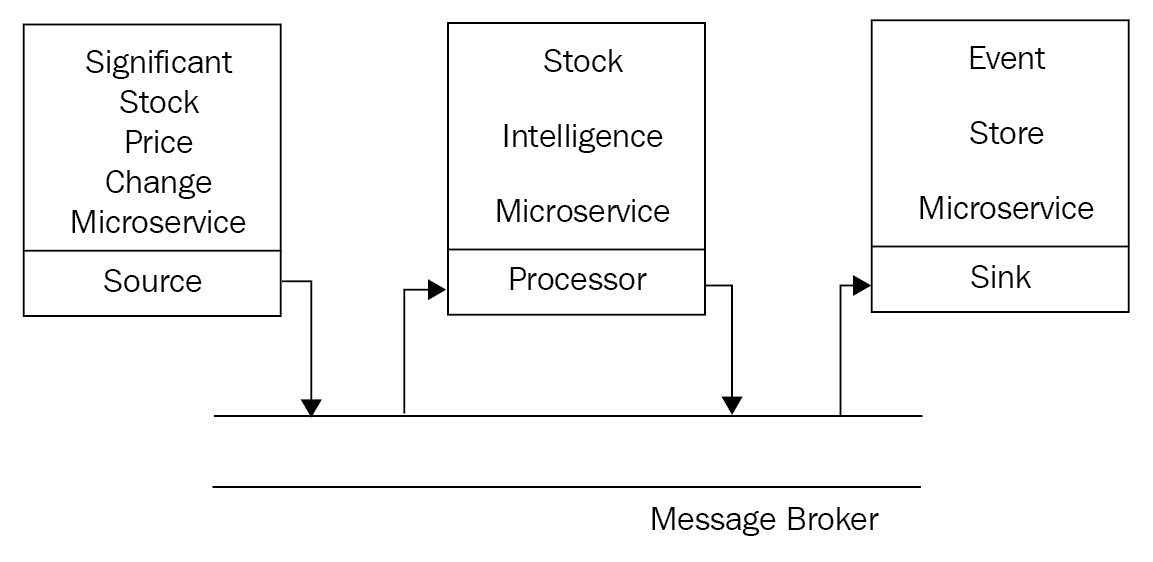 Significant
Stock
Price
Change
Microservice
Source
Stock
Intelligence
Microservice
Processor
Event
Store
Microservice
Sink
Message Broker